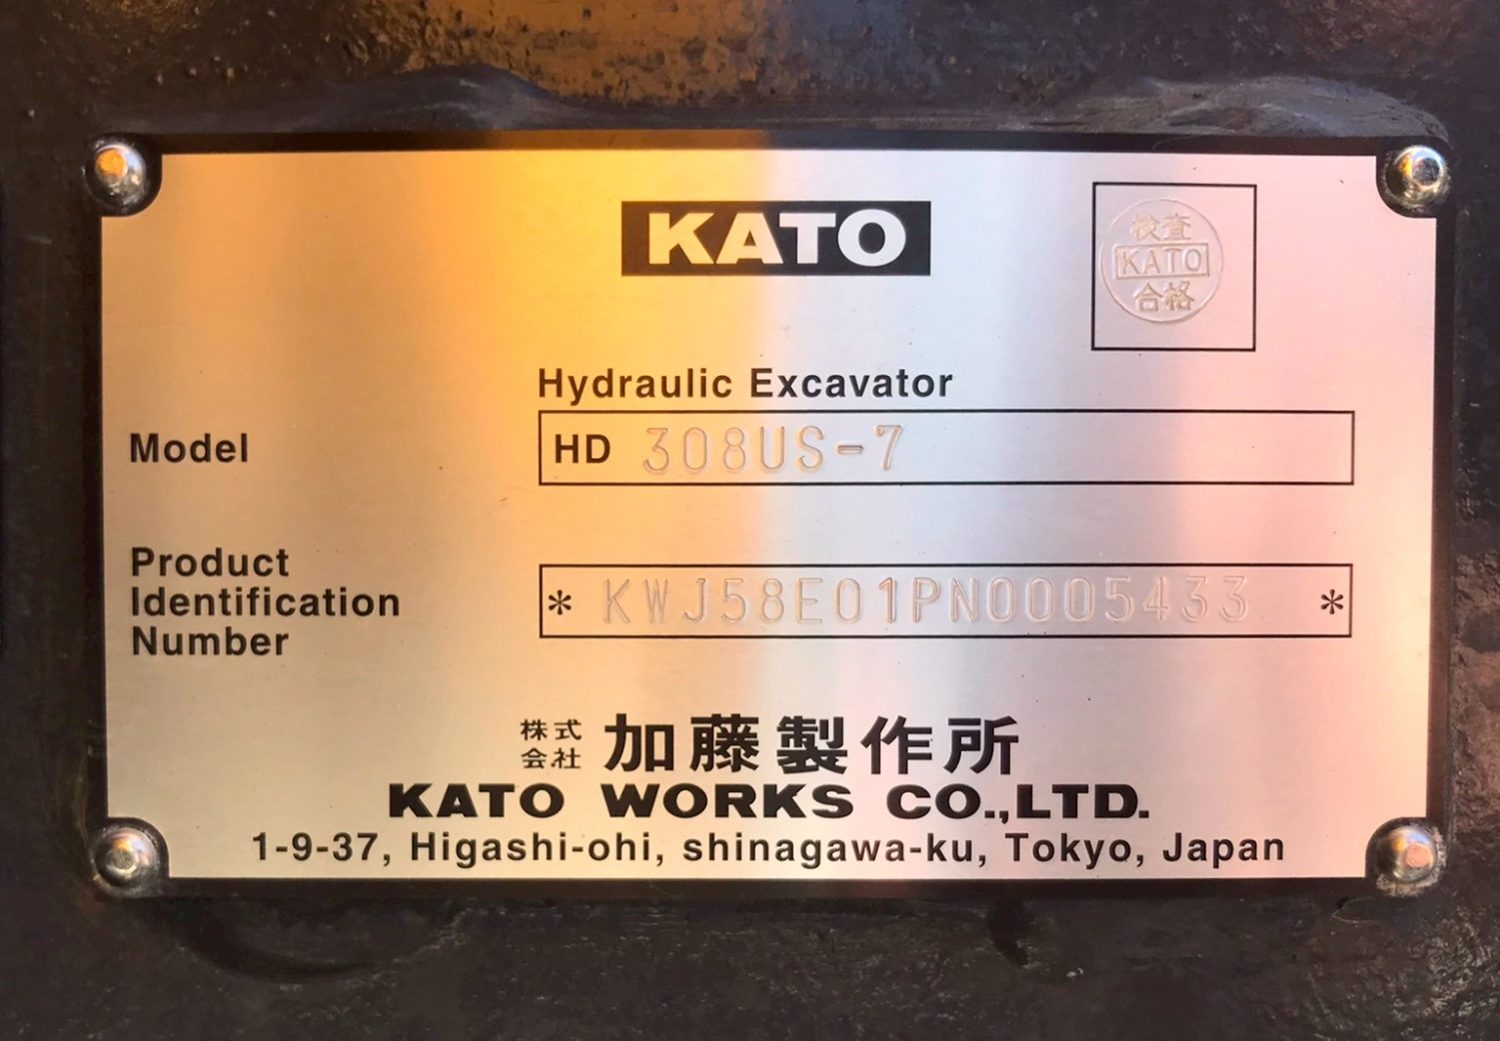 KATO
検査
KATO
合格
Hydraulic Excavator
Model
HD 308US-7
Product
Identification
Number
* KWJ58E01PN0005433 *
株式
会社
加藤製作所
KATO WORKS CO.,LTD.
1-9-37, Higashi-ohi, shinagawa-ku, Tokyo, Japan